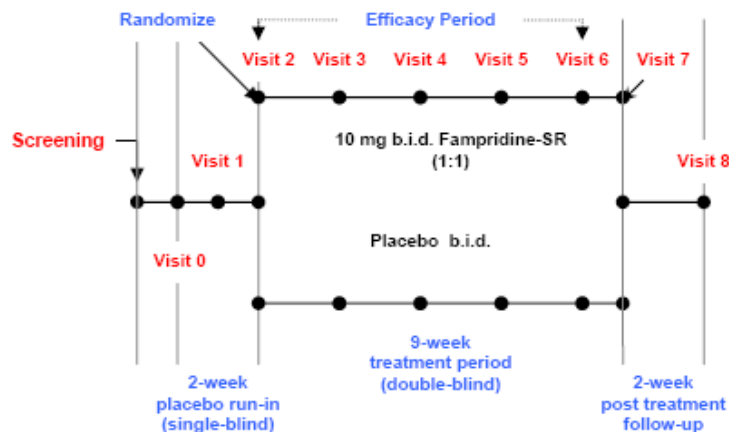 Randomize
Efficacy Period
Visit 2
Visit 3
Visit 4
Visit 5
Visit 6
Visit 7
Screening
10 mg b.i.d. Fampridine-SR
(1:1)
Visit 1
Visit 8
Placebo b.i.d.
Visit 0
9-week
treatment period
(double-blind)
2-week
placebo run-in
(single-blind)
2-week
post treatment
follow-up